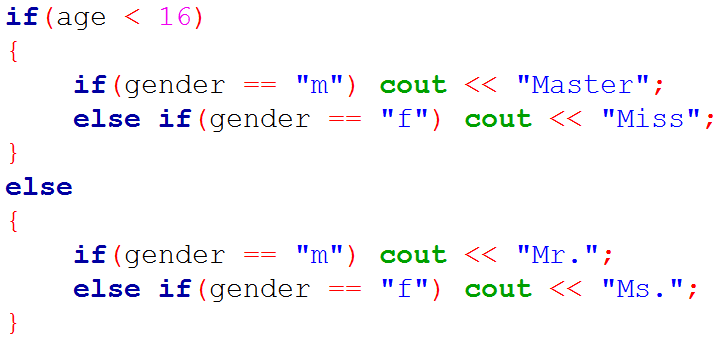 if(age < 16)
{
    if(gender == "m") cout << "Master";
    else if(gender == "f") cout << "Miss";
}
else
{
    if(gender == "m") cout << "Mr.";
    else if(gender == "f") cout << "Ms.";
}